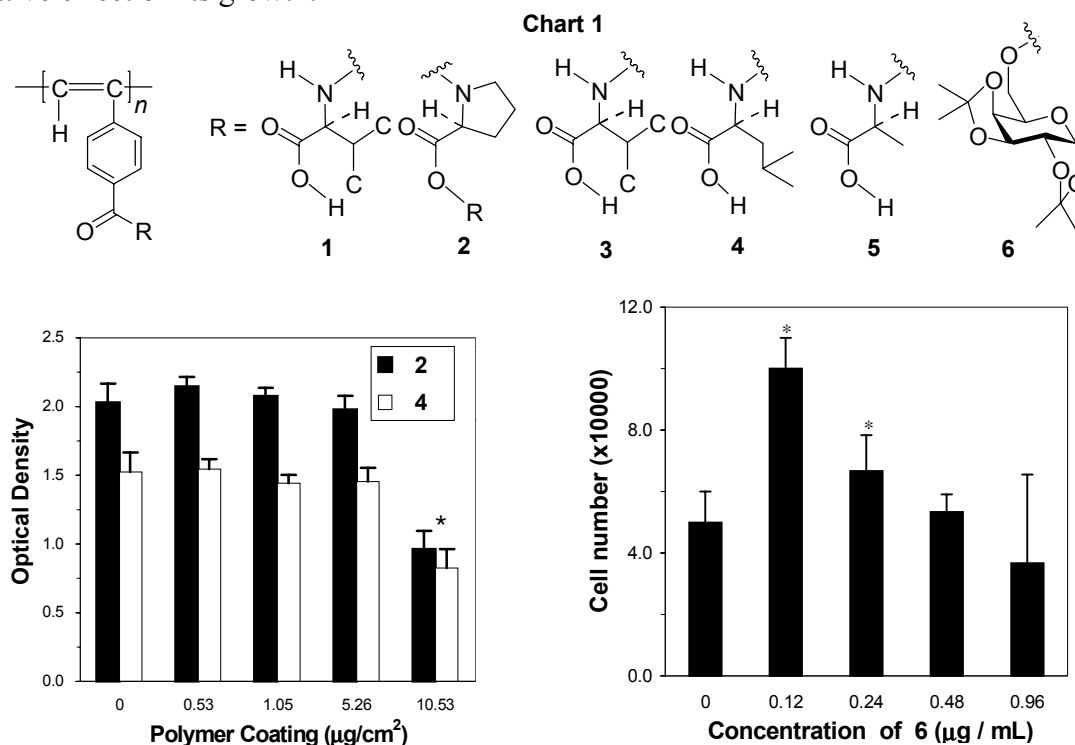 Chart 1
[ C C ]n
H
O R
R =
H N H O C O H C
1
N H O O R
2
H N H O C O H C
3
H N H O O H
4
H N H O O H
5
O O O O O O
6
2.5
2.0
1.5
1.0
0.5
0.0
Optical Density
2
4
*
0 0.53 1.05 5.26 10.53
Polymer Coating (µg/cm2)
12.0
8.0
4.0
0.0
Cell number (x10000)
*
*
0 0.12 0.24 0.48 0.96
Concentration of 6 (µg / mL)